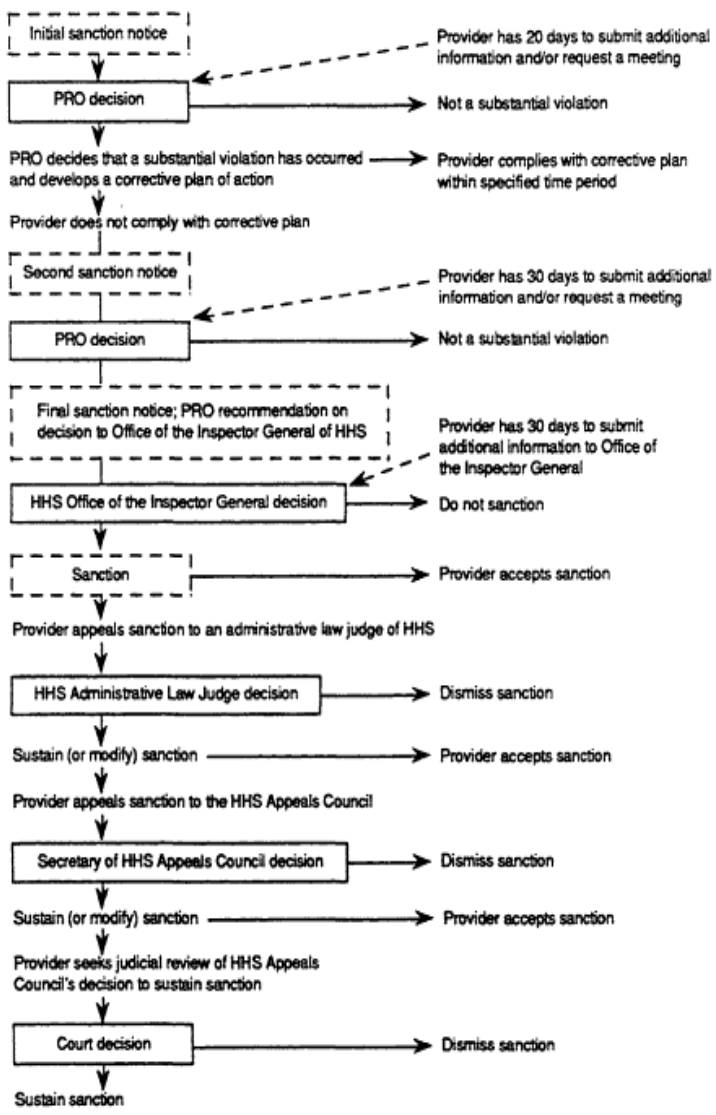 Initial sanction notice
Provider has 20 days to submit additional
information and/or request a meeting
PRO decision
Not a substantial violation
PRO decides that a substantial violation has occurred
and develops a corrective plan of action
Provider complies with corrective plan
within specified time period
Provider does not comply with corrective plan
Second sanction notice
Provider has 30 days to submit additional
information and/or request a meeting
PRO decision
Not a substantial violation
Final sanction notice; PRO recommendation on
decision to Office of the Inspector General of HHS
Provider has 30 days to submit
additional information to Office of
the Inspector General
HHS Office of the Inspector General decision
Do not sanction
Sanction
Provider accepts sanction
Provider appeals sanction to an administrative law judge of HHS
HHS Administrative Law Judge decision
Dismiss sanction
Sustain (or modify) sanction
Provider accepts sanction
Provider appeals sanction to the HHS Appeals Council
Secretary of HHS Appeals Council decision
Dismiss sanction
Sustain (or modify) sanction
Provider accepts sanction
Provider seeks judicial review of HHS Appeals
Council's decision to sustain sanction
Court decision
Dismiss sanction
Sustain sanction